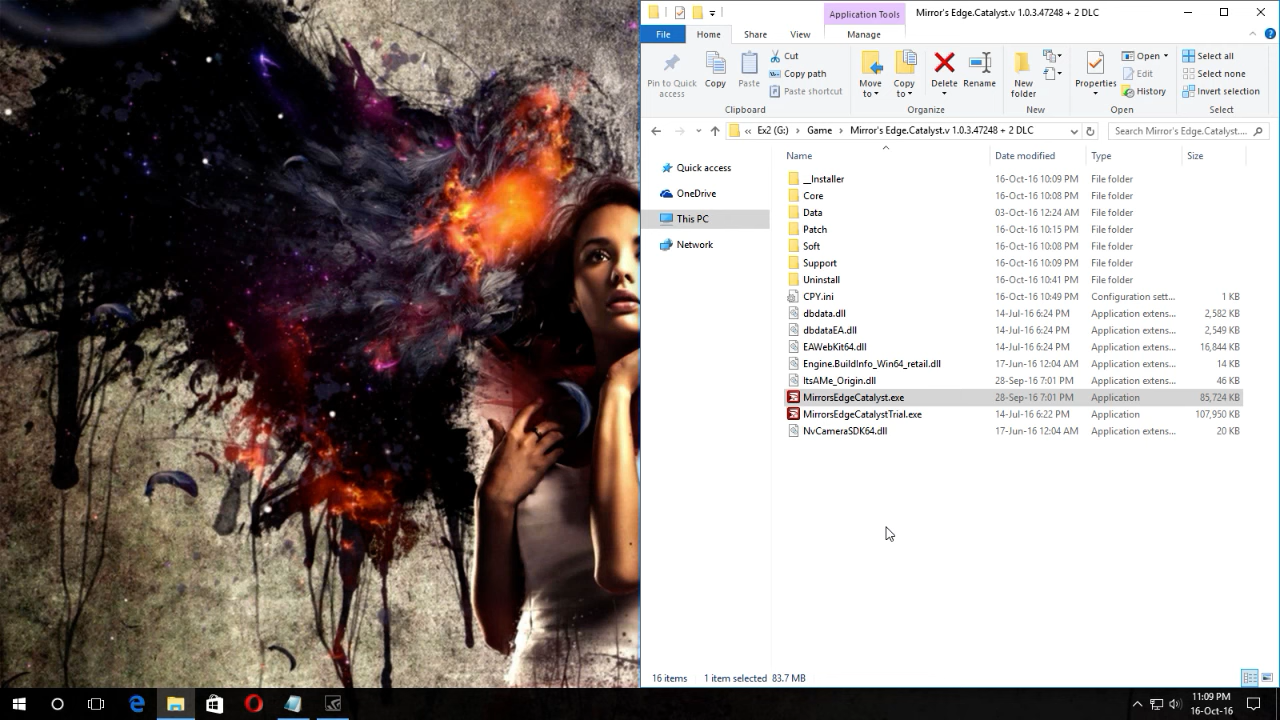 Application Tools
Mirror's Edge.Catalyst.v 1.0.3.47248 + 2 DLC
File
Home
Share
View
Manage
Pin to Quick access
Copy
Paste
Cut
Copy path
Paste shortcut
Clipboard
Move to
Copy to
Delete
Rename
Organize
New folder
New
Properties
Open
Edit
History
Open
Select all
Select none
Invert selection
Select
« Ex2 (G:) > Game > Mirror's Edge.Catalyst.v 1.0.3.47248 + 2 DLC
Search Mirror's Edge.Catalyst....
Quick access
OneDrive
This PC
Network
Name Date modified Type Size
__Installer 16-Oct-16 10:09 PM File folder
Core 16-Oct-16 10:08 PM File folder
Data 03-Oct-16 12:24 AM File folder
Patch 16-Oct-16 10:15 PM File folder
Soft 16-Oct-16 10:08 PM File folder
Support 16-Oct-16 10:09 PM File folder
Uninstall 16-Oct-16 10:41 PM File folder
CPY.ini 16-Oct-16 10:49 PM Configuration sett... 1 KB
dbdata.dll 14-Jul-16 6:24 PM Application extens... 2,582 KB
dbdataEA.dll 14-Jul-16 6:24 PM Application extens... 2,549 KB
EAWebKit64.dll 14-Jul-16 6:24 PM Application extens... 16,844 KB
Engine.BuildInfo_Win64_retail.dll 17-Jun-16 12:04 AM Application extens... 14 KB
ItsAMe_Origin.dll 28-Sep-16 7:01 PM Application extens... 46 KB
MirrorsEdgeCatalyst.exe 28-Sep-16 7:01 PM Application 85,724 KB
MirrorsEdgeCatalystTrial.exe 14-Jul-16 6:22 PM Application 107,950 KB
NvCameraSDK64.dll 17-Jun-16 12:04 AM Application extens... 20 KB
16 items 1 item selected 83.7 MB
11:09 PM
16-Oct-16